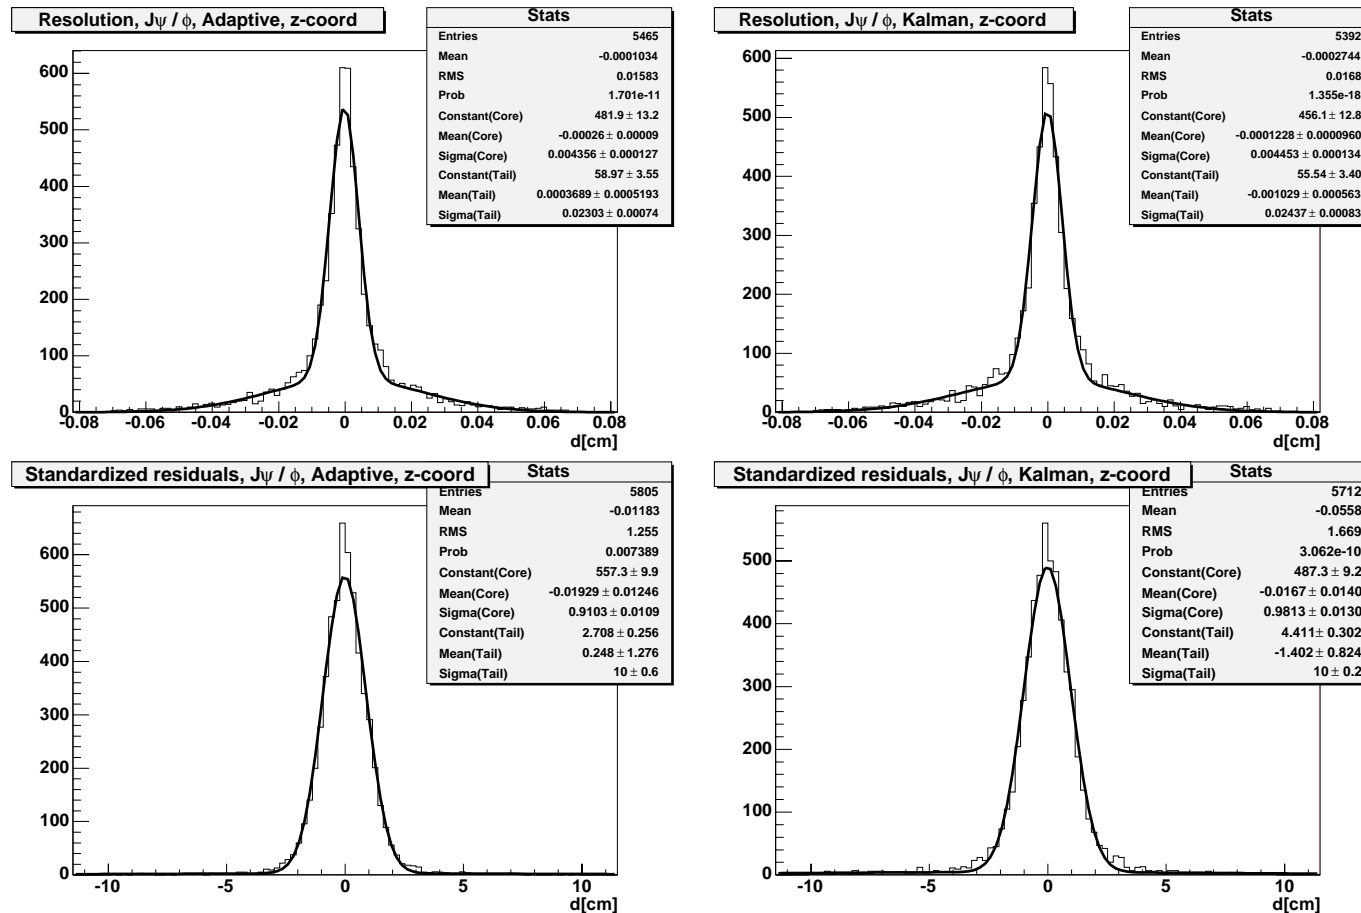 Resolution, Jψ / ϕ, Adaptive, z-coord
Stats
Entries 5465
Mean -0.0001034
RMS 0.01583
Prob 1.701e-11
Constant(Core) 481.9 ± 13.2
Mean(Core) -0.00026 ± 0.00009
Sigma(Core) 0.004356 ± 0.000127
Constant(Tail) 58.97 ± 3.55
Mean(Tail) 0.0003689 ± 0.0005193
Sigma(Tail) 0.02303 ± 0.00074
600
500
400
300
200
100
0
-0.08 -0.06 -0.04 -0.02 0 0.02 0.04 0.06 0.08
d[cm]
Resolution, Jψ / ϕ, Kalman, z-coord
Stats
Entries 5392
Mean -0.0002744
RMS 0.0168
Prob 1.355e-18
Constant(Core) 456.1 ± 12.8
Mean(Core) -0.0001228 ± 0.0000960
Sigma(Core) 0.004453 ± 0.000134
Constant(Tail) 55.54 ± 3.40
Mean(Tail) -0.001029 ± 0.000563
Sigma(Tail) 0.02437 ± 0.00083
600
500
400
300
200
100
0
-0.08 -0.06 -0.04 -0.02 0 0.02 0.04 0.06 0.08
d[cm]
Standardized residuals, Jψ / ϕ, Adaptive, z-coord
Stats
Entries 5805
Mean -0.01183
RMS 1.255
Prob 0.007389
Constant(Core) 557.3 ± 9.9
Mean(Core) -0.01929 ± 0.01246
Sigma(Core) 0.9103 ± 0.0109
Constant(Tail) 2.708 ± 0.256
Mean(Tail) 0.248 ± 1.276
Sigma(Tail) 10 ± 0.6
600
500
400
300
200
100
0
-10 -5 0 5 10
d[cm]
Standardized residuals, Jψ / ϕ, Kalman, z-coord
Stats
Entries 5712
Mean -0.0558
RMS 1.669
Prob 3.062e-10
Constant(Core) 487.3 ± 9.2
Mean(Core) -0.0167 ± 0.0140
Sigma(Core) 0.9813 ± 0.0130
Constant(Tail) 4.411 ± 0.302
Mean(Tail) -1.402 ± 0.824
Sigma(Tail) 10 ± 0.2
500
400
300
200
100
0
-10 -5 0 5 10
d[cm]